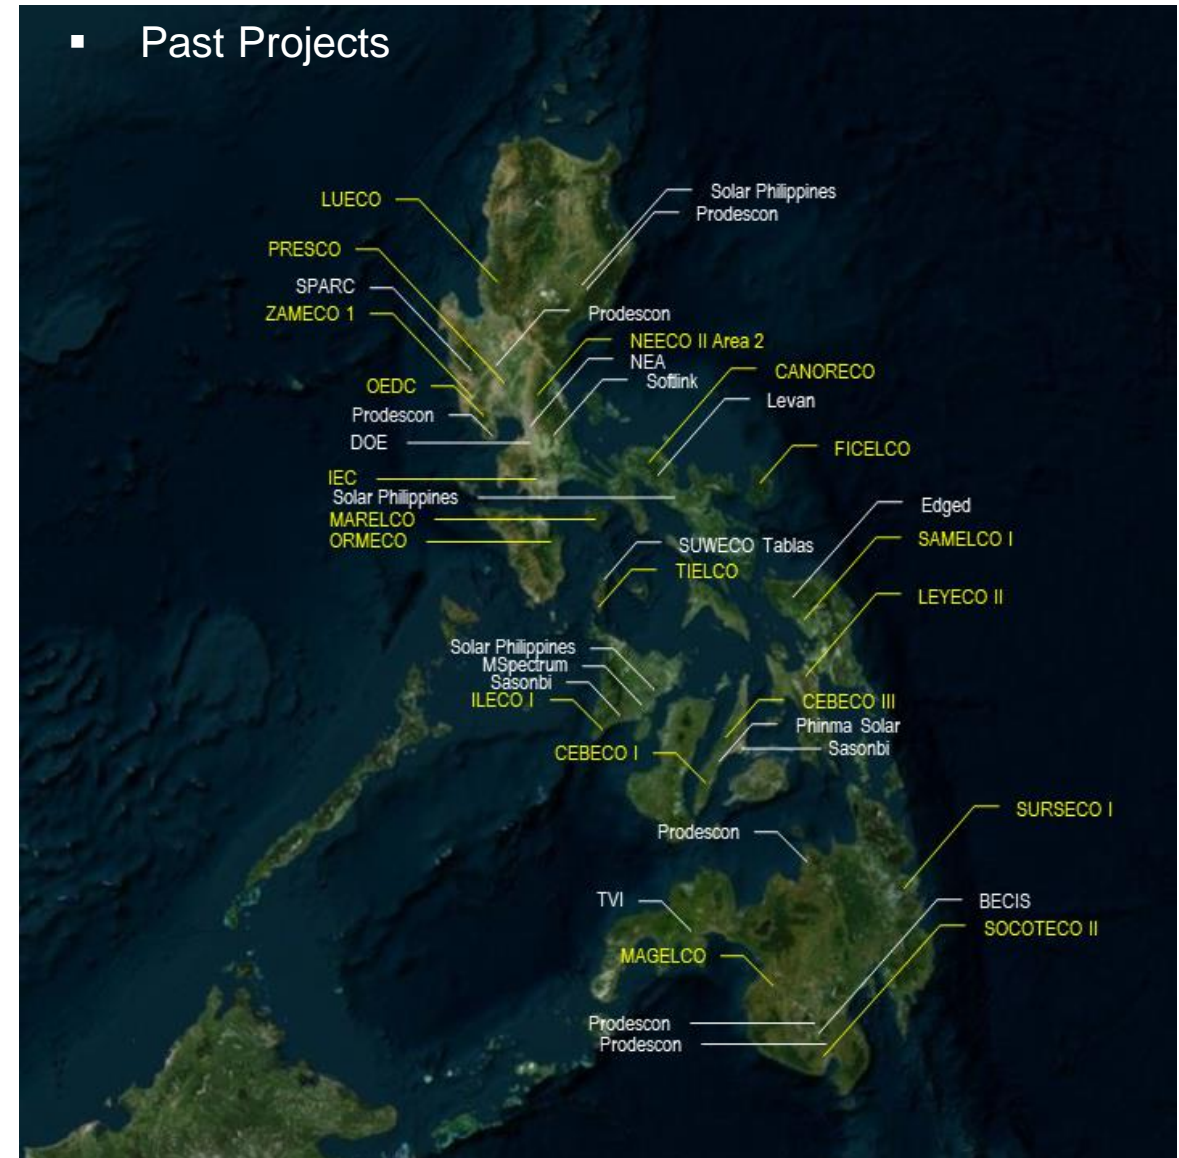 ▪ Past Projects
Solar Philippines
LUECO
Prodescon
PRESCO
SPARC
ZAMECO 1
Prodescon
NEECO II Area 2
NEA
CANORECO
Softlink
OEDC
Levan
Prodescon
DOE
FICELCO
IEC
Solar Philippines
Edged
MARELCO
ORMECO
SAMELCO I
SUWECO Tablas
TIELCO
LEYECO II
Solar Philippines
MSpectrum
Sasonbi
ILECO I
CEBECO III
Phinma Solar
Sasonbi
CEBECO I
SURSECO I
Prodescon
TVI
BECIS
SOCOTECO II
MAGELCO
Prodescon
Prodescon